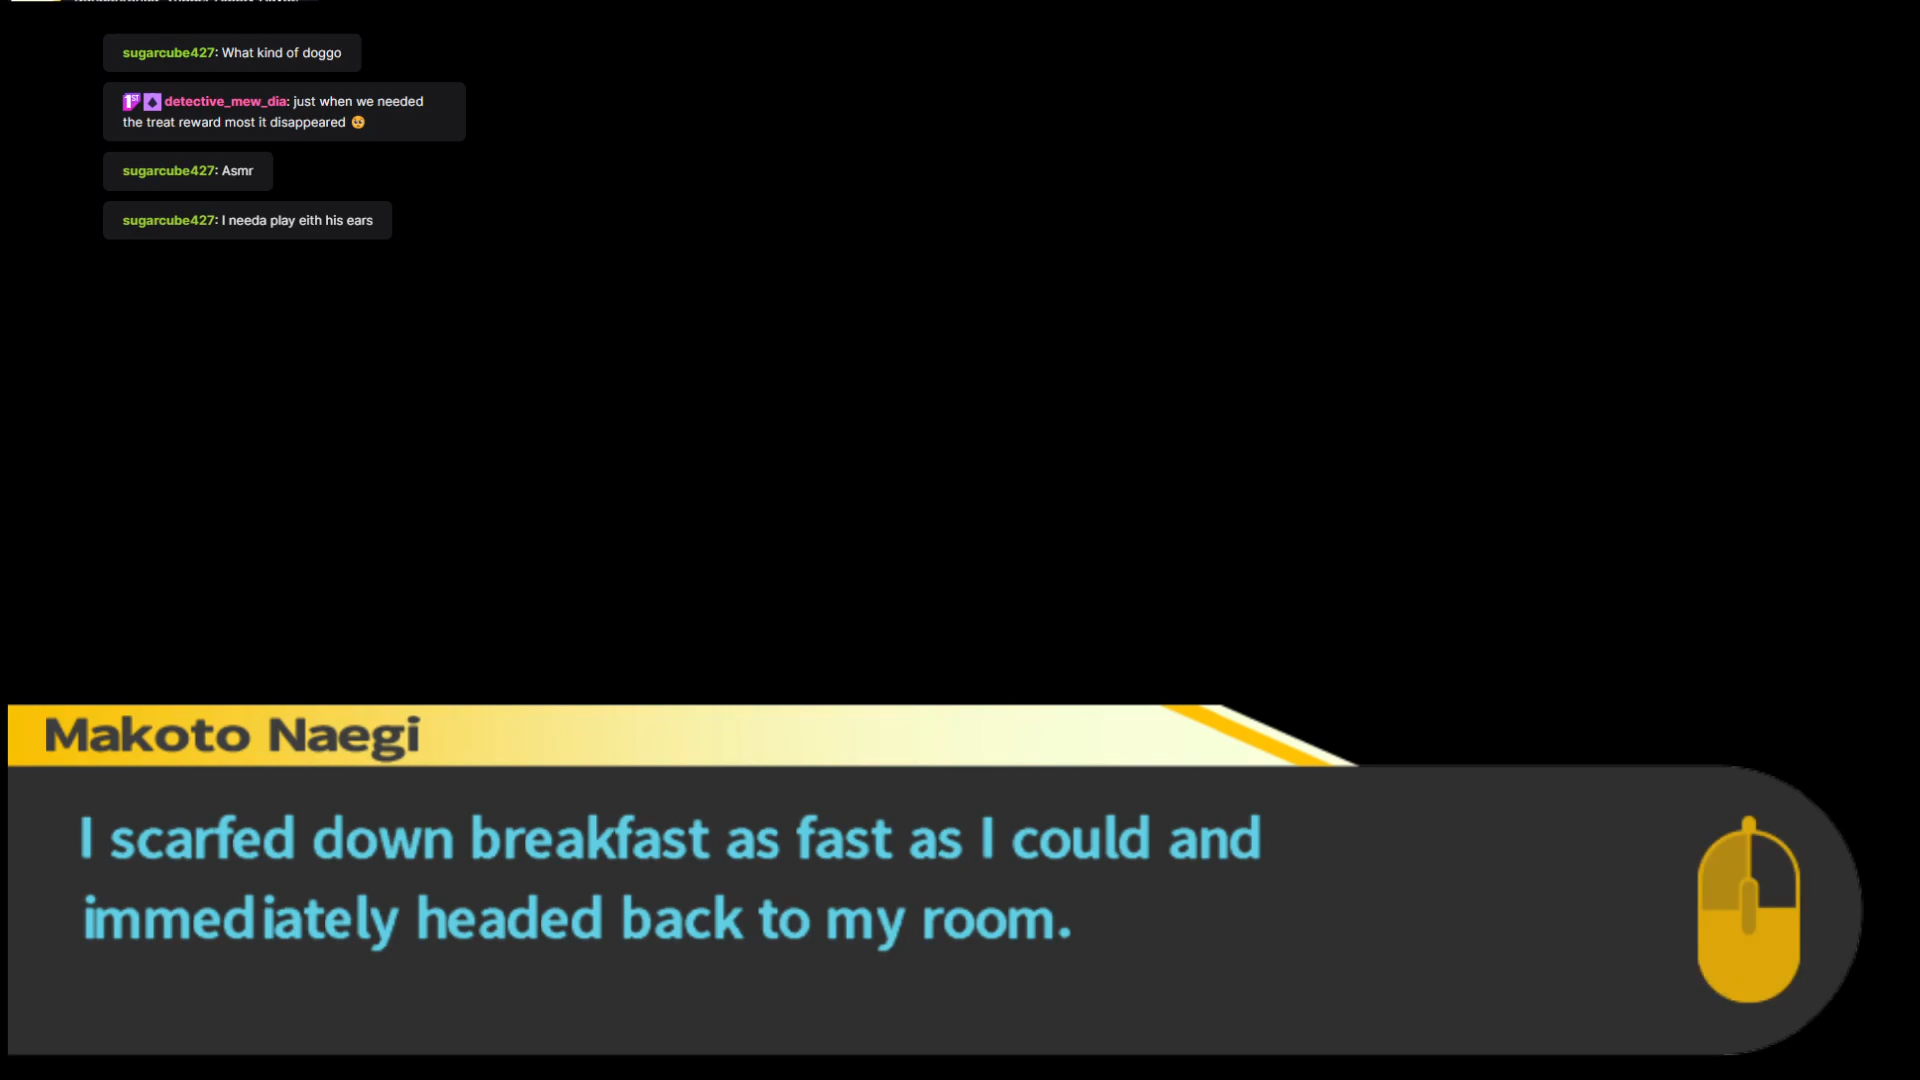 sugarcube427: What kind of doggo
1ST detective_mew_dia: just when we needed
the treat reward most it disappeared 🥺
sugarcube427: Asmr
sugarcube427: I needa play eith his ears
Makoto Naegi
I scarfed down breakfast as fast as I could and
immediately headed back to my room.